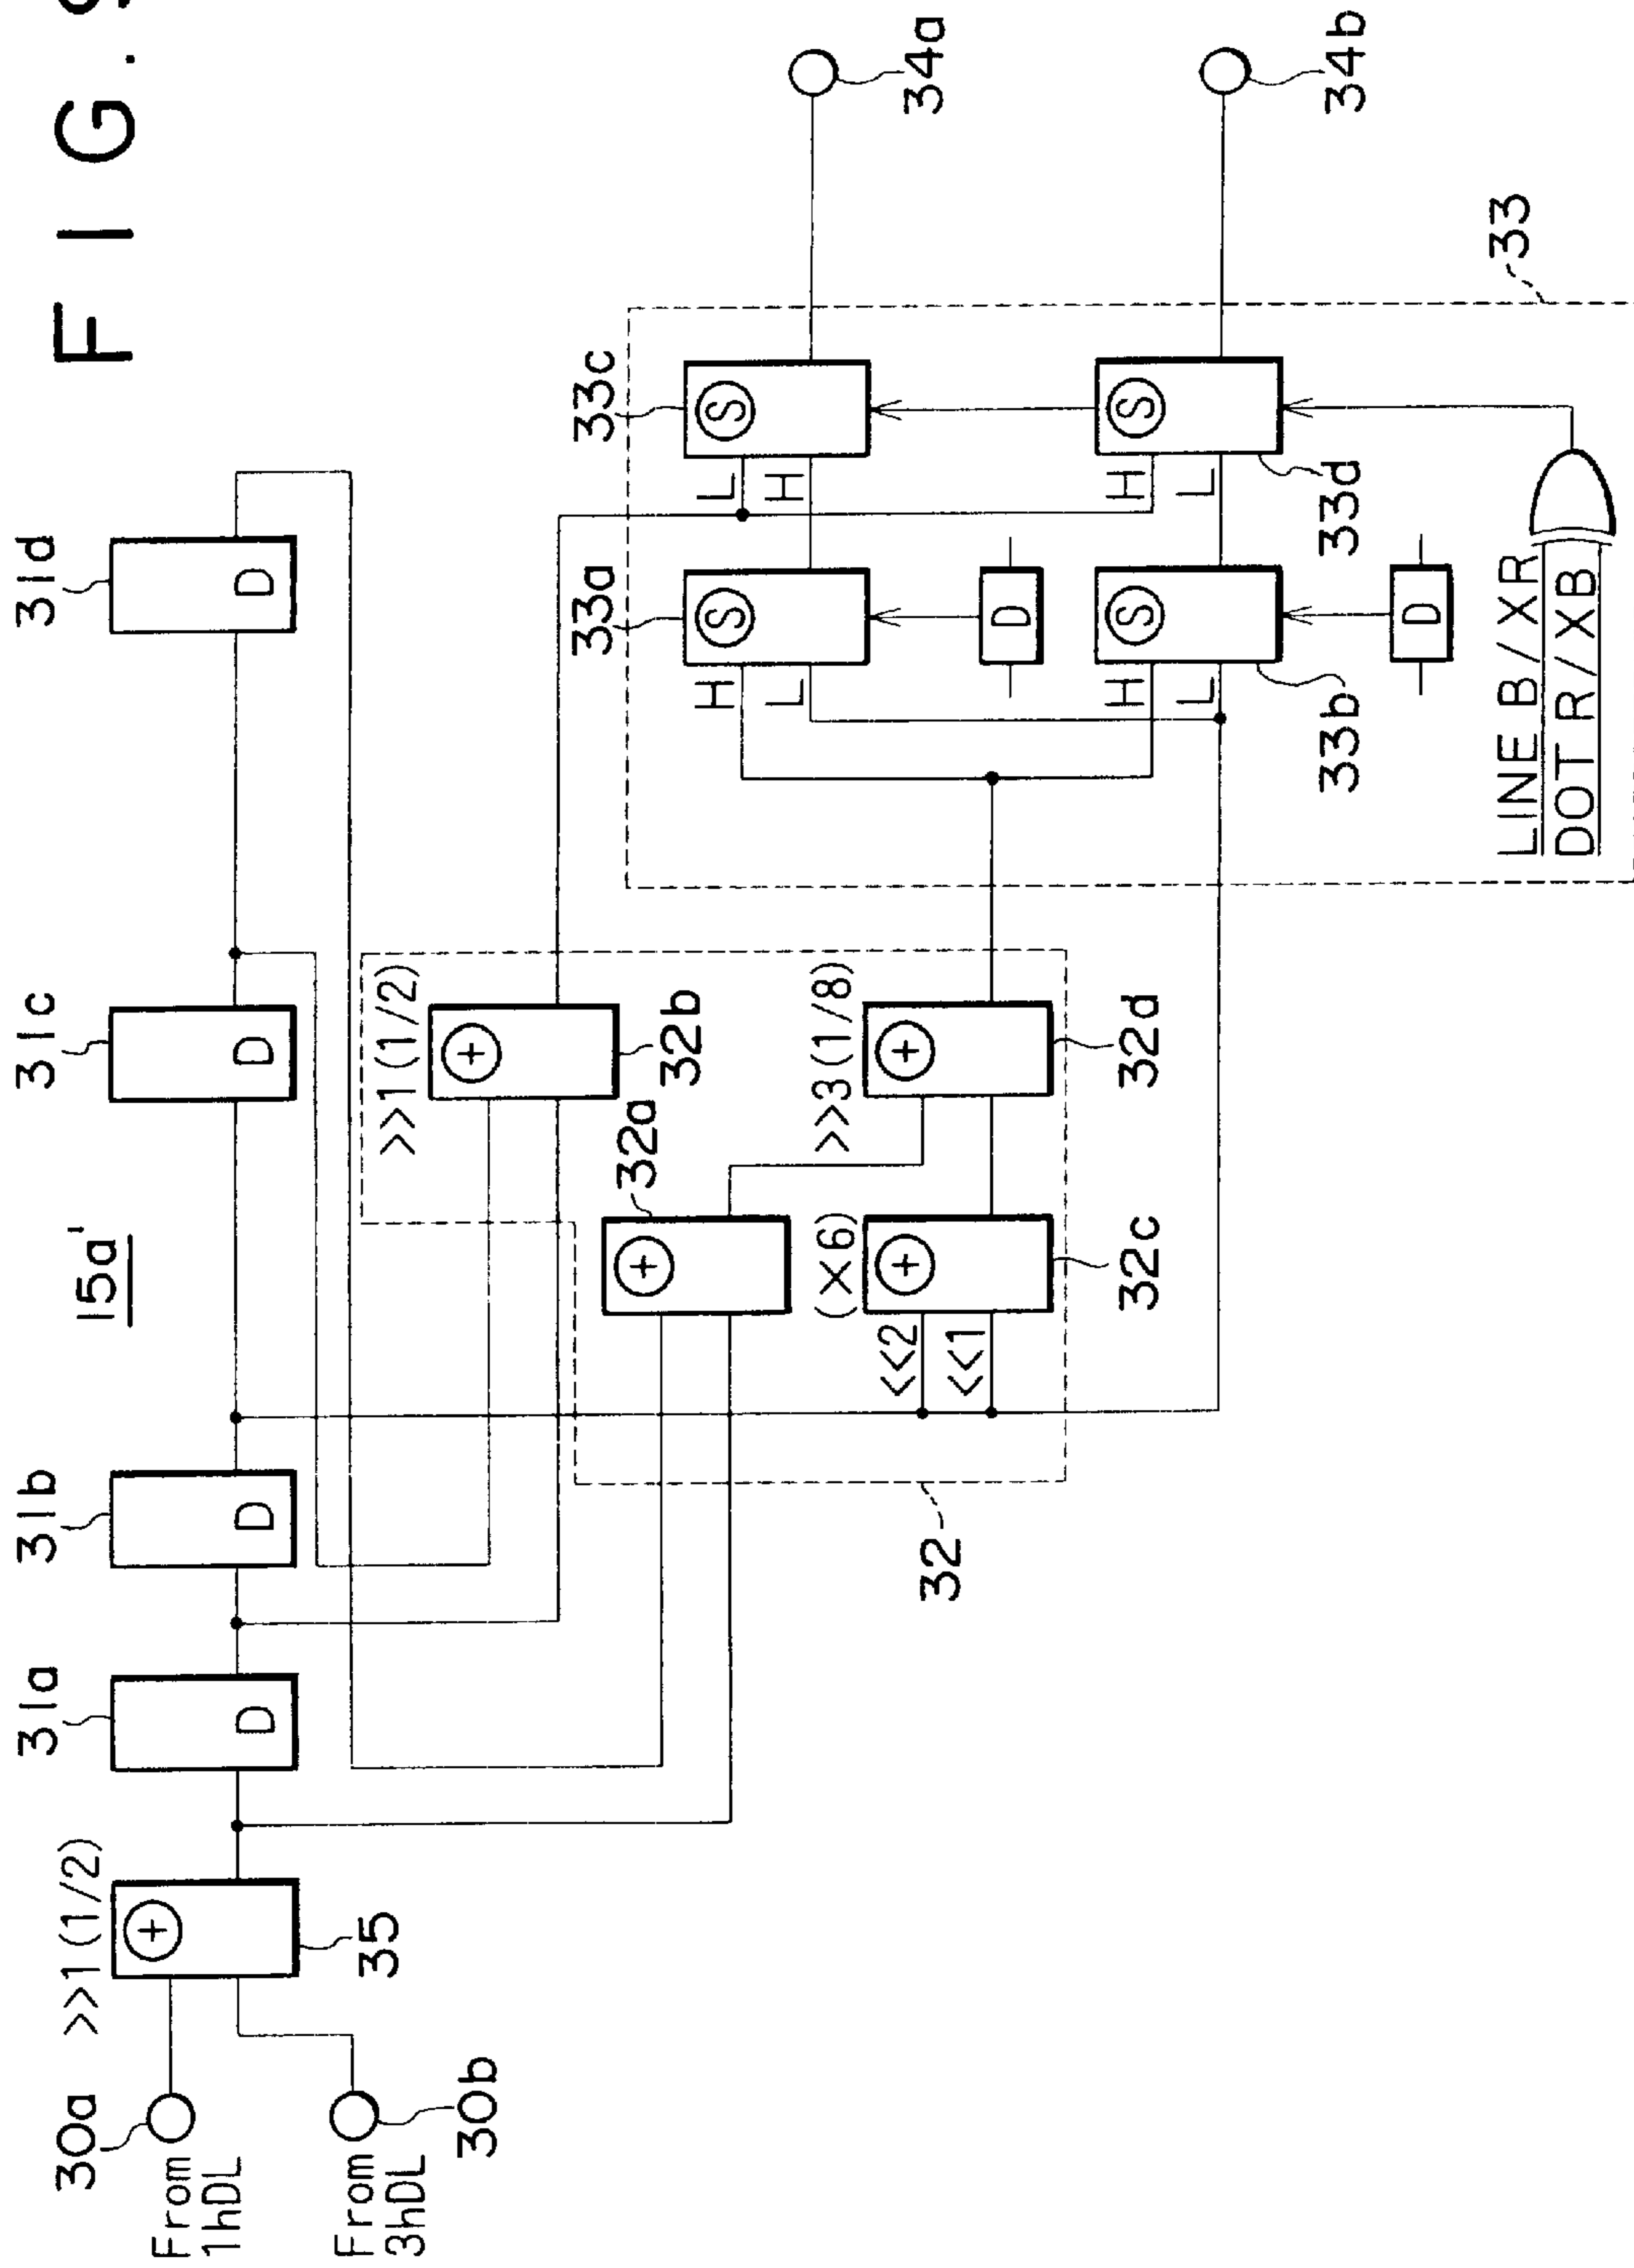 FIG.
15a'
31a
31b
31c
31d
D
D
D
D
30a
From
1hDL
>>1(1/2)
+
35
From
3hDL
30b
>>1(1/2)
+
32b
32a
+
>>3(1/8)
+
32d
(×6)
+
32c
<<2
<<1
32
33a
33c
H
L
S
L
H
S
34a
D
H
L
S
33b
H
L
S
33d
34b
D
LINE B/XR
DOT R/XB
33